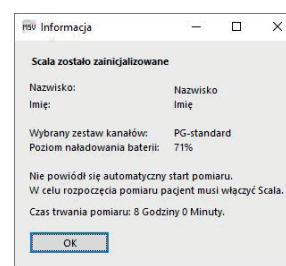 MSV Informacja
Scala zostało zainicjalizowane
Nazwisko: Nazwisko
Imię: Imię
Wybrany zestaw kanałów: PG-standard
Poziom naładowania baterii: 71%
Nie powiódł się automatyczny start pomiaru.
W celu rozpoczęcia pomiaru pacjent musi włączyć Scala.
Czas trwania pomiaru: 8 Godziny 0 Minuty.
OK